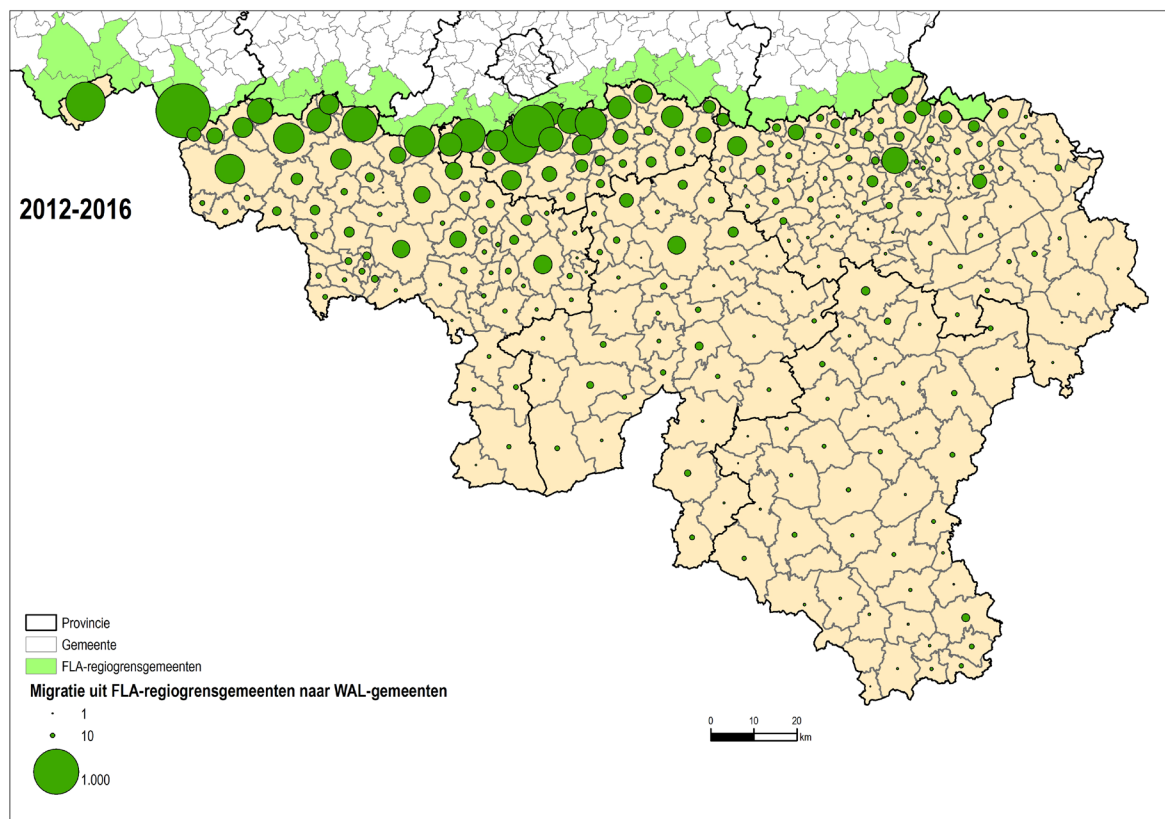 2012-2016
Provincie
Gemeente
FLA-regiogrensgemeenten
Migratie uit FLA-regiogrensgemeenten naar WAL-gemeenten
1
10
1.000
0 10 20
km